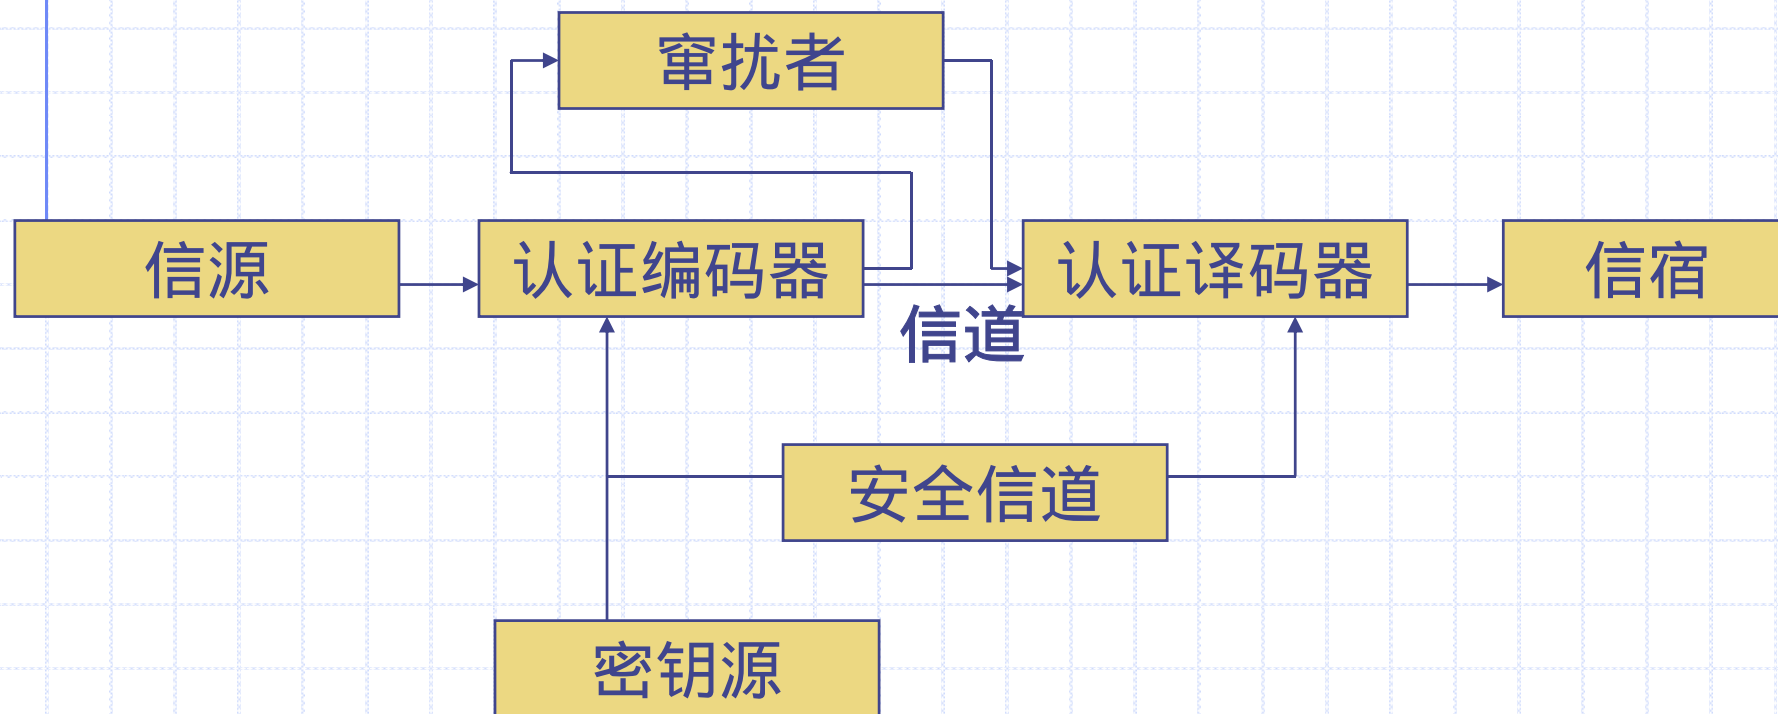 窜扰者
信源
认证编码器
认证译码器
信宿
信道
安全信道
密钥源